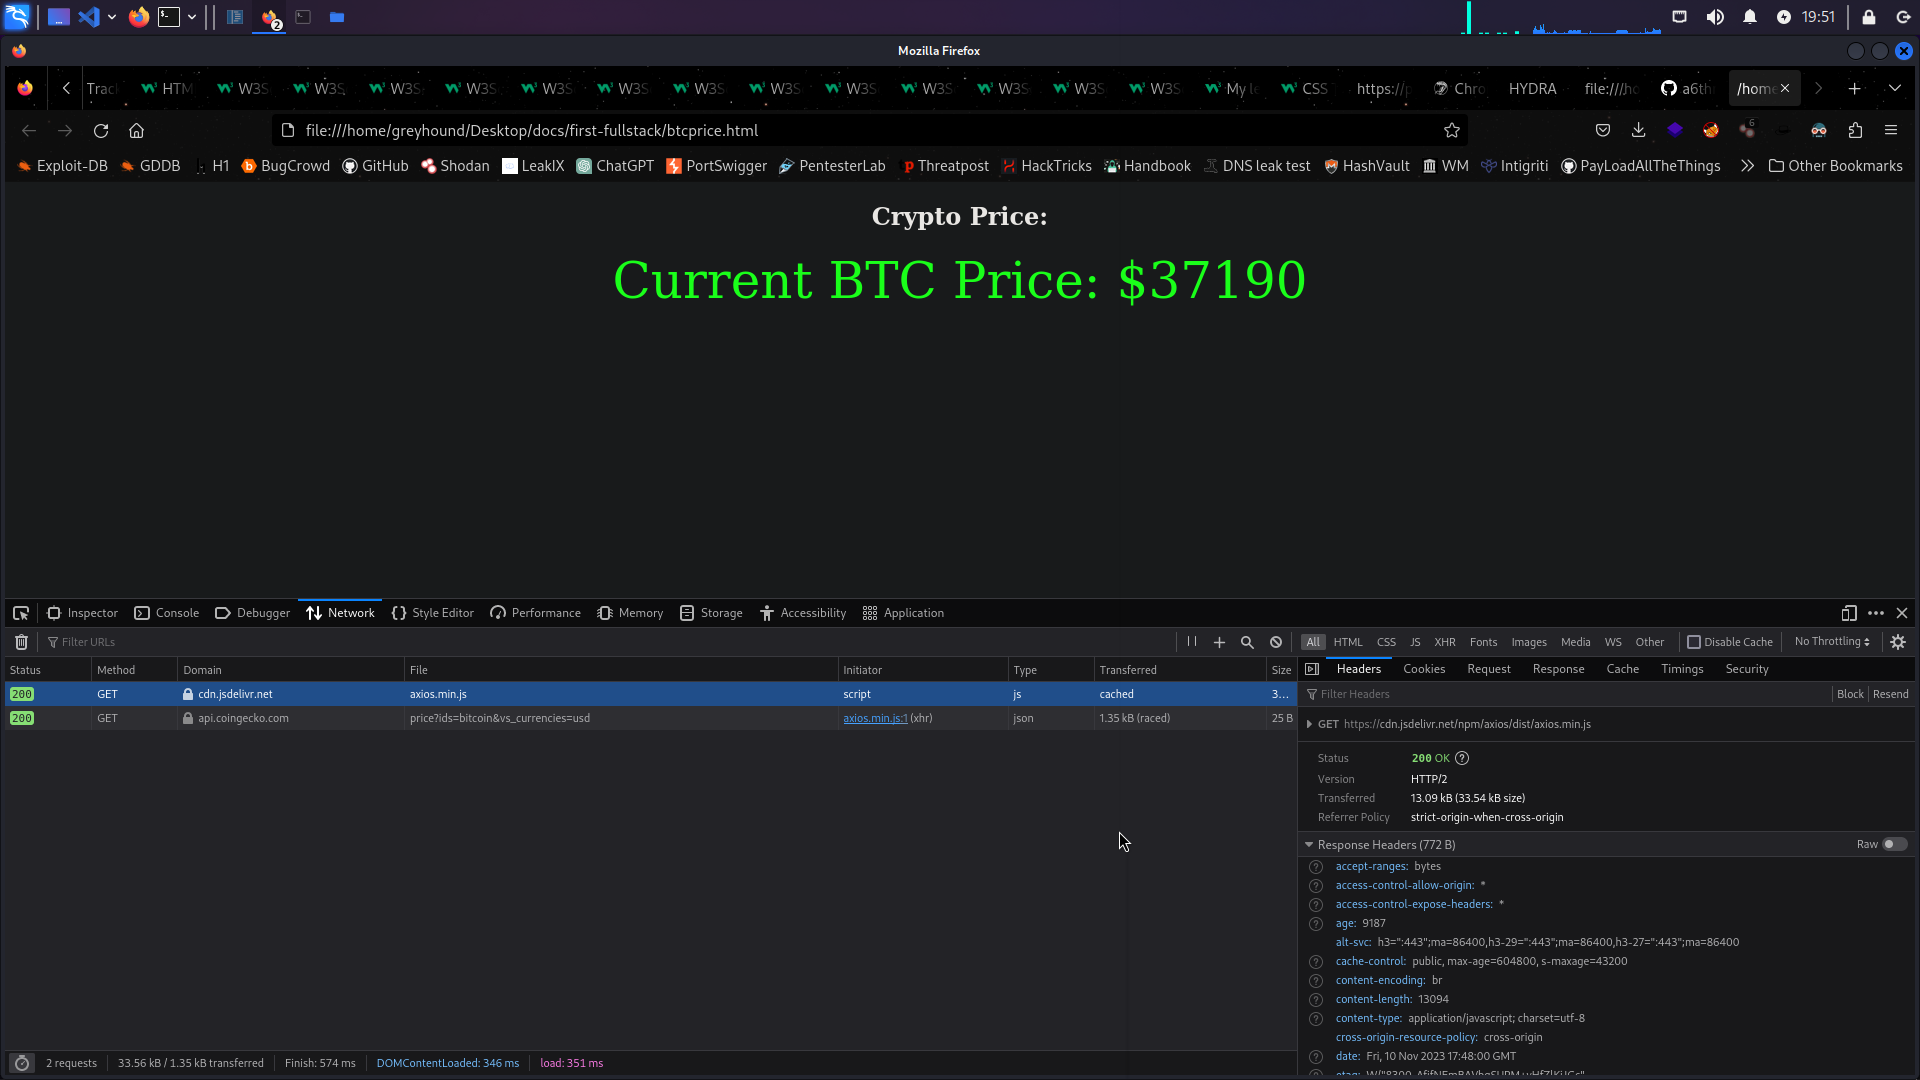 2
19:51
Mozilla Firefox
Trac HTM W3S W3S W3S W3S W3S W3S W3S W3S W3S W3S W3S W3S W3S My le CSS https://p Chro HYDRA file:///ho a6th /home
file:///home/greyhound/Desktop/docs/first-fullstack/btcprice.html
6
Exploit-DB GDDB H1 BugCrowd GitHub Shodan LeakIX ChatGPT PortSwigger PentesterLab Threatpost HackTricks Handbook DNS leak test HashVault WM Intigriti PayLoadAllTheThings Other Bookmarks
Crypto Price:
Current BTC Price: $37190
Inspector Console Debugger Network Style Editor Performance Memory Storage Accessibility Application
Filter URLs All HTML CSS JS XHR Fonts Images Media WS Other Disable Cache No Throttling
Status Method Domain File Initiator Type Transferred Size
200 GET cdn.jsdelivr.net axios.min.js script js cached 3...
200 GET api.coingecko.com price?ids=bitcoin&vs_currencies=usd axios.min.js:1 (xhr) json 1.35 kB (raced) 25 B
Headers Cookies Request Response Cache Timings Security
Filter Headers Block Resend
GET https://cdn.jsdelivr.net/npm/axios/dist/axios.min.js
Status 200 OK
Version HTTP/2
Transferred 13.09 kB (33.54 kB size)
Referrer Policy strict-origin-when-cross-origin
Response Headers (772 B) Raw
accept-ranges: bytes
access-control-allow-origin: *
access-control-expose-headers: *
age: 9187
alt-svc: h3=":443";ma=86400,h3-29=":443";ma=86400,h3-27=":443";ma=86400
cache-control: public, max-age=604800, s-maxage=43200
content-encoding: br
content-length: 13094
content-type: application/javascript; charset=utf-8
cross-origin-resource-policy: cross-origin
date: Fri, 10 Nov 2023 17:48:00 GMT
2 requests 33.56 kB / 1.35 kB transferred Finish: 574 ms DOMContentLoaded: 346 ms load: 351 ms